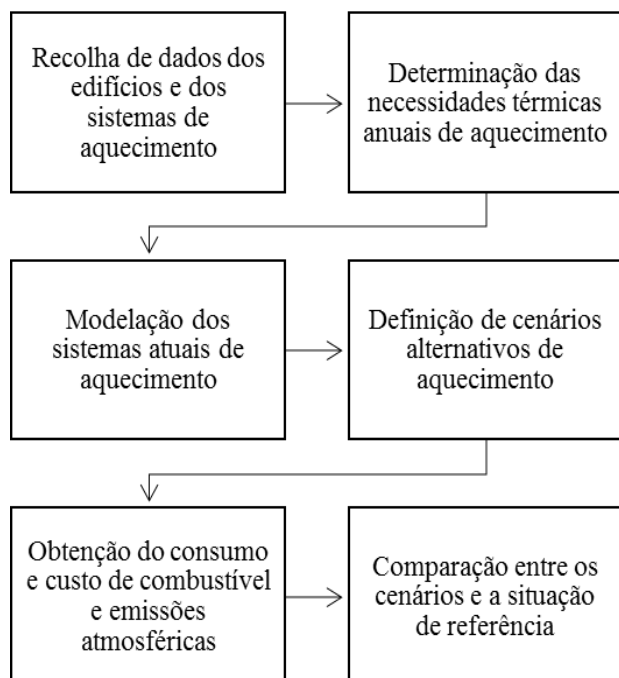 Recolha de dados dos
edifícios e dos
sistemas de
aquecimento
Determinação das
necessidades térmicas
anuais de aquecimento
Modelação dos
sistemas atuais de
aquecimento
Definição de cenários
alternativos de
aquecimento
Obtenção do consumo
e custo de combustível
e emissões
atmosféricas
Comparação entre os
cenários e a situação
de referência